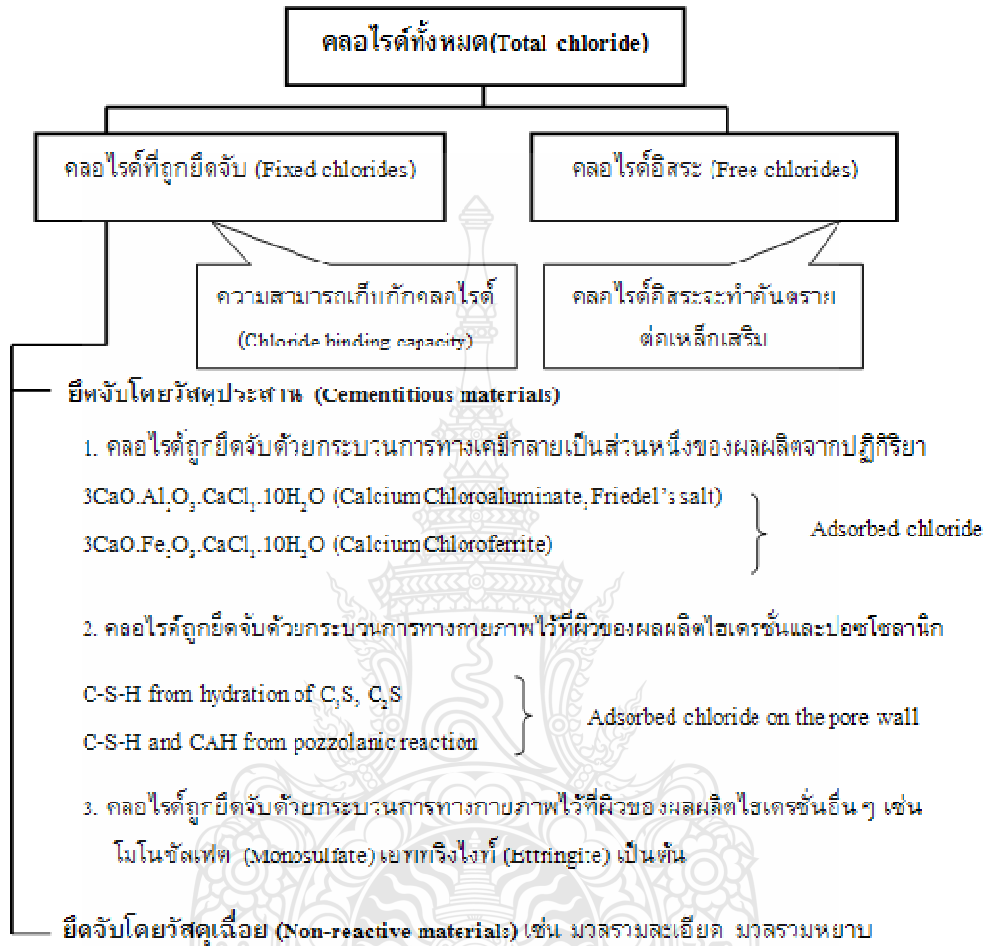 คลอไรด์ทั้งหมด(Total chloride)
คลอไรด์ที่ถูกยึดจับ (Fixed chlorides)
คลอไรด์อิสระ (Free chlorides)
ความสามารถเก็บกักคลอไรด์
(Chloride binding capacity)
คลอไรด์อิสระจะทำอันตราย
ต่อเหล็กเสริม
ยึดจับโดยวัสดุประสาน (Cementitious materials)
1. คลอไรด์ถูกยึดจับด้วยกระบวนการทางเคมีกลายเป็นส่วนหนึ่งของผลผลิตจากปฏิกิริยา
3CaO.Al₂O₃.CaCl₂.10H₂O (Calcium Chloroaluminate, Friedel's salt)
3CaO.Fe₂O₃.CaCl₂.10H₂O (Calcium Chloroferrite)
Adsorbed chloride
2. คลอไรด์ถูกยึดจับด้วยกระบวนการทางกายภาพไว้ที่ผิวของผลผลิตไฮเดรชั่นและปอซโซลานิก
C-S-H from hydration of C₃S, C₂S
C-S-H and CAH from pozzolanic reaction
Adsorbed chloride on the pore wall
3. คลอไรด์ถูกยึดจับด้วยกระบวนการทางกายภาพไว้ที่ผิวของผลผลิตไฮเดรชั่นอื่น ๆ เช่น
โมโนซัลเฟต (Monosulfate) เอททริงไงท์ (Ettringite) เป็นต้น
ยึดจับโดยวัสดุเฉื่อย (Non-reactive materials) เช่น มวลรวมละเอียด มวลรวมหยาบ